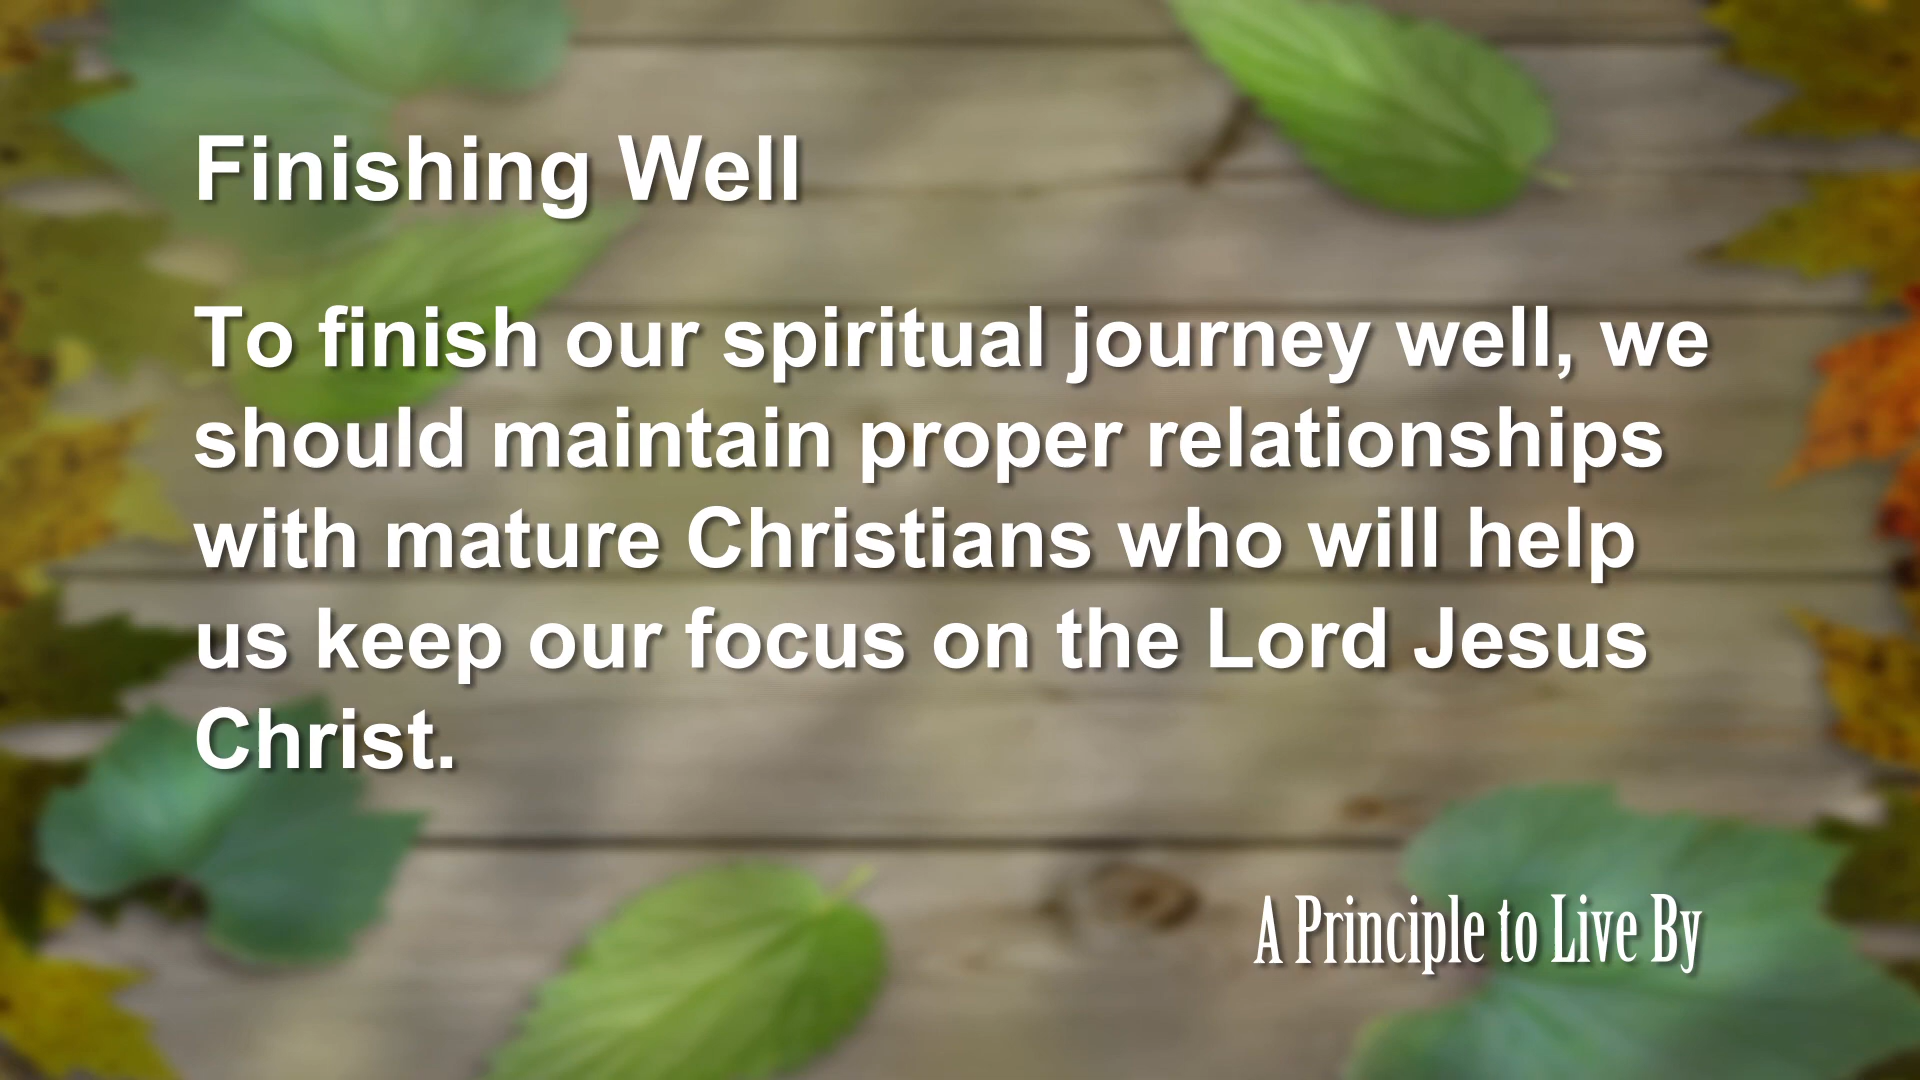 Finishing Well
To finish our spiritual journey well, we
should maintain proper relationships
with mature Christians who will help
us keep our focus on the Lord Jesus
Christ.
A Principle to Live By